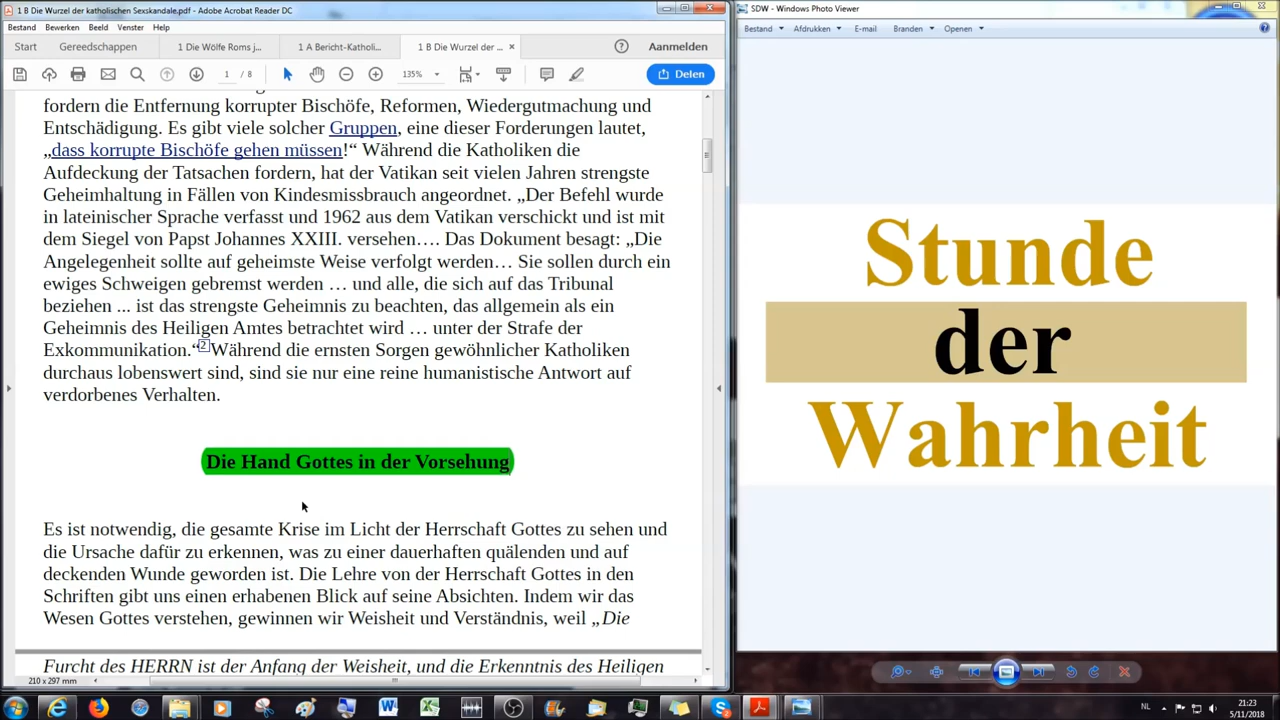 1 B Die Wurzel der katholischen Sexskandale.pdf - Adobe Acrobat Reader DC
Bestand Bewerken Beeld Venster Help
Start Gereedschappen 1 Die Wölfe Roms j... 1 A Bericht-Katholi... 1 B Die Wurzel der ... × Aanmelden
1 / 8 135% Delen
fordern die Entfernung korrupter Bischöfe, Reformen, Wiedergutmachung und
Entschädigung. Es gibt viele solcher Gruppen, eine dieser Forderungen lautet,
„dass korrupte Bischöfe gehen müssen!“ Während die Katholiken die
Aufdeckung der Tatsachen fordern, hat der Vatikan seit vielen Jahren strengste
Geheimhaltung in Fällen von Kindesmissbrauch angeordnet. „Der Befehl wurde
in lateinischer Sprache verfasst und 1962 aus dem Vatikan verschickt und ist mit
dem Siegel von Papst Johannes XXIII. versehen…. Das Dokument besagt: „Die
Angelegenheit sollte auf geheimste Weise verfolgt werden… Sie sollen durch ein
ewiges Schweigen gebremst werden … und alle, die sich auf das Tribunal
beziehen ... ist das strengste Geheimnis zu beachten, das allgemein als ein
Geheimnis des Heiligen Amtes betrachtet wird … unter der Strafe der
Exkommunikation.“2 Während die ernsten Sorgen gewöhnlicher Katholiken
durchaus lobenswert sind, sind sie nur eine reine humanistische Antwort auf
verdorbenes Verhalten.
Die Hand Gottes in der Vorsehung
Es ist notwendig, die gesamte Krise im Licht der Herrschaft Gottes zu sehen und
die Ursache dafür zu erkennen, was zu einer dauerhaften quälenden und auf
deckenden Wunde geworden ist. Die Lehre von der Herrschaft Gottes in den
Schriften gibt uns einen erhabenen Blick auf seine Absichten. Indem wir das
Wesen Gottes verstehen, gewinnen wir Weisheit und Verständnis, weil „Die
Furcht des HERRN ist der Anfang der Weisheit, und die Erkenntnis des Heiligen
210 x 297 mm
SDW - Windows Photo Viewer
Bestand Afdrukken E-mail Branden Openen
Stunde
der
Wahrheit
NL 21:23
5/11/2018